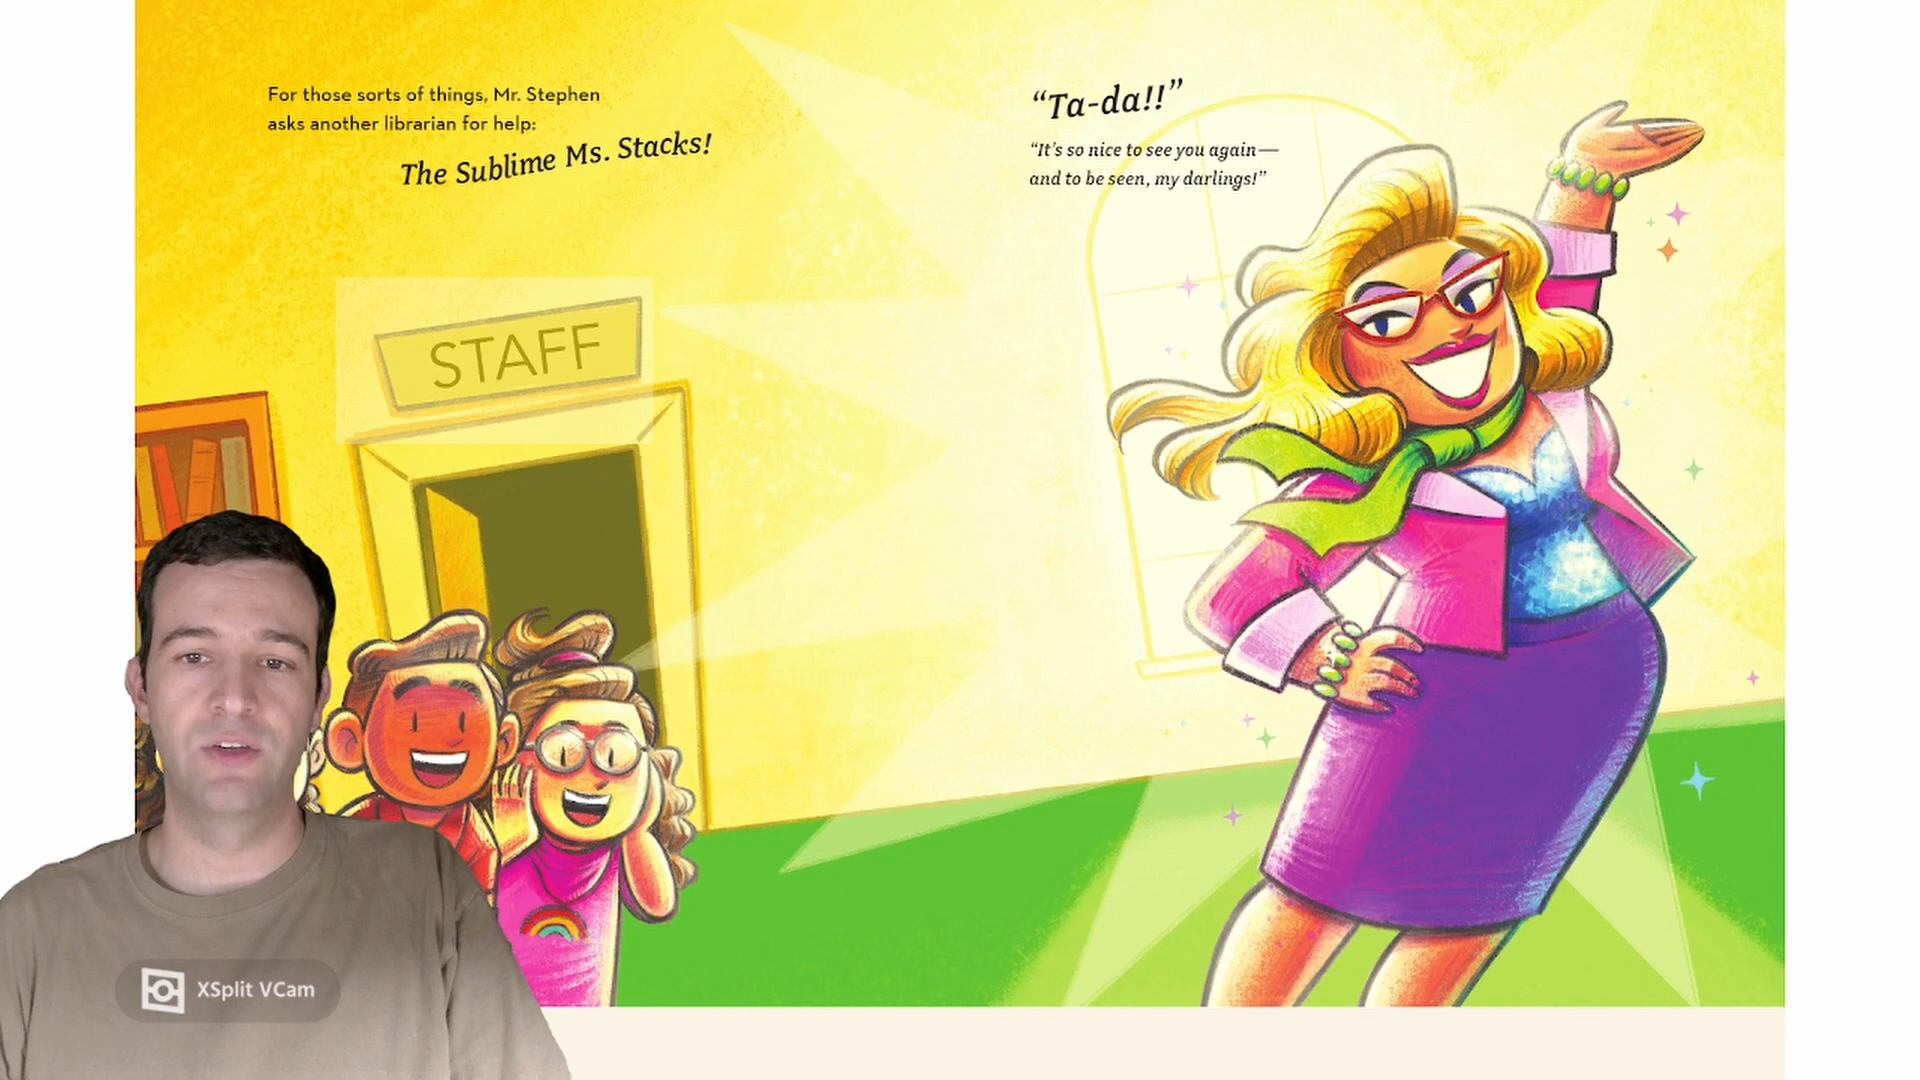 For those sorts of things, Mr. Stephen
asks another librarian for help:
The Sublime Ms. Stacks!
STAFF
“Ta-da!!”
“It’s so nice to see you again—
and to be seen, my darlings!”
XSplit VCam